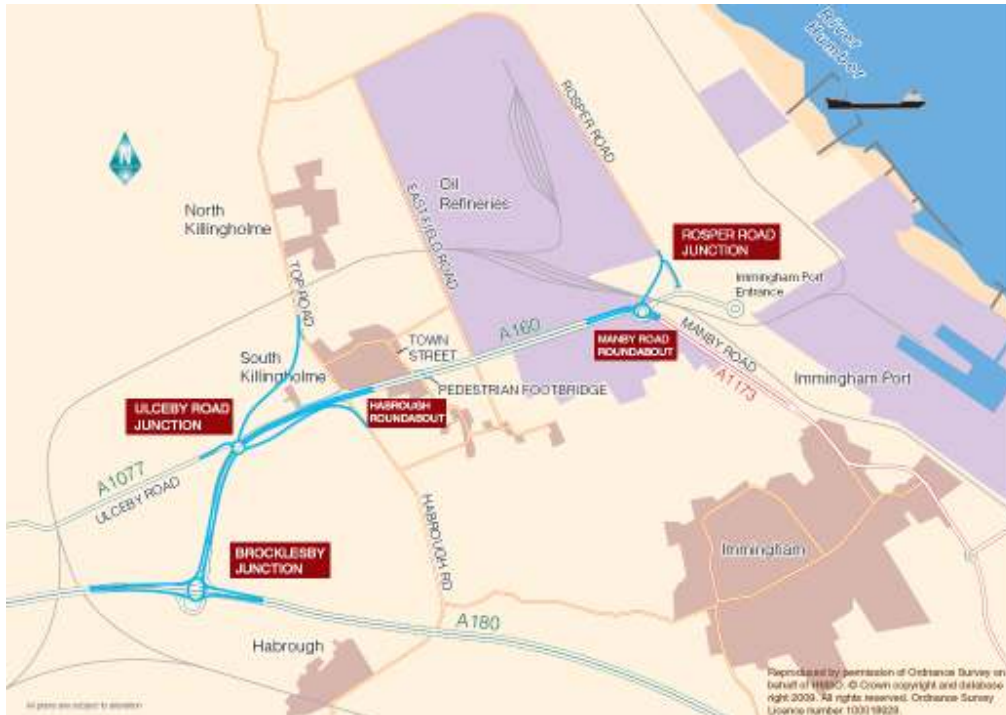 River
Humber
N
ROSPER ROAD
North
Killingholme
Oil
Refineries
EAST FIELD ROAD
ROSPER ROAD
JUNCTION
Immingham Port
Entrance
TOP ROAD
A160
MANBY ROAD
ROUNDABOUT
MANBY ROAD
TOWN
STREET
South
Killingholme
PEDESTRIAN FOOTBRIDGE
A1173
Immingham Port
ULCEBY ROAD
JUNCTION
HABROUGH
ROUNDABOUT
A1077
ULCEBY ROAD
HABROUGH RD
BROCKLESBY
JUNCTION
Immingham
A180
Habrough
All plans are subject to alteration
Reproduced by permission of Ordnance Survey on
behalf of HMSO. © Crown copyright and database
right 2009. All rights reserved. Ordnance Survey
Licence number 100018928.